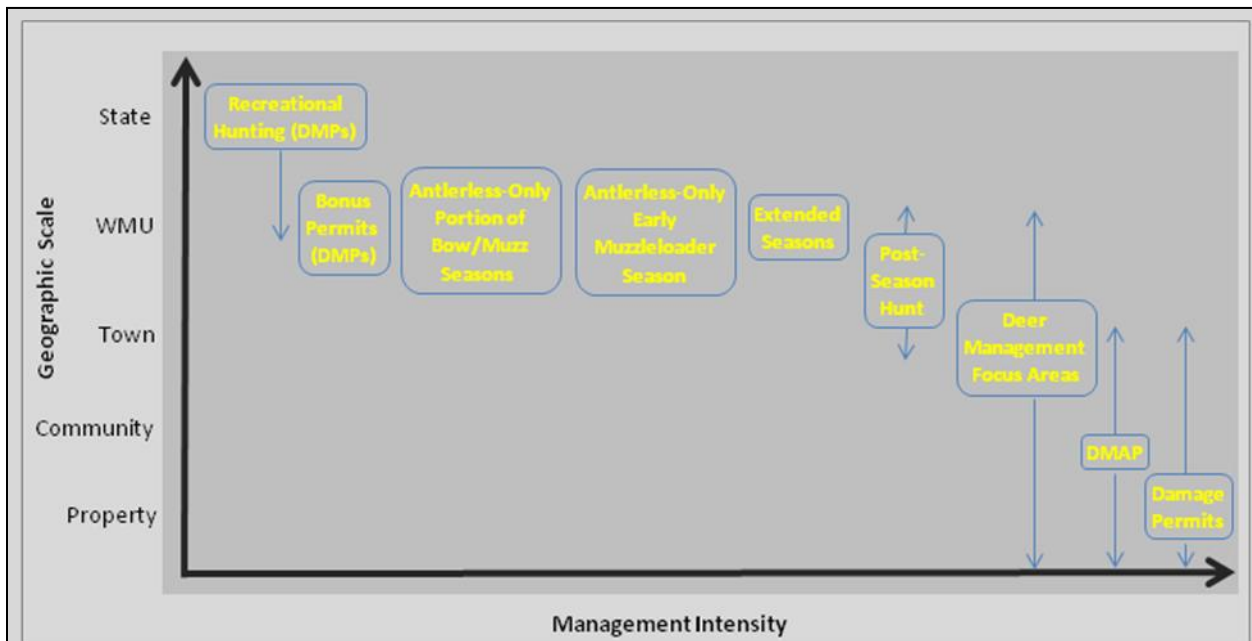 State
WMU
Town
Community
Property
Geographic Scale
Recreational
Hunting (DMPs)
Bonus
Permits
(DMPs)
Antlerless-Only
Portion of
Bow/Muzz
Seasons
Antlerless-Only
Early
Muzzleloader
Season
Extended
Seasons
Post-
Season
Hunt
Deer
Management
Focus Areas
DMAP
Damage
Permits
Management Intensity